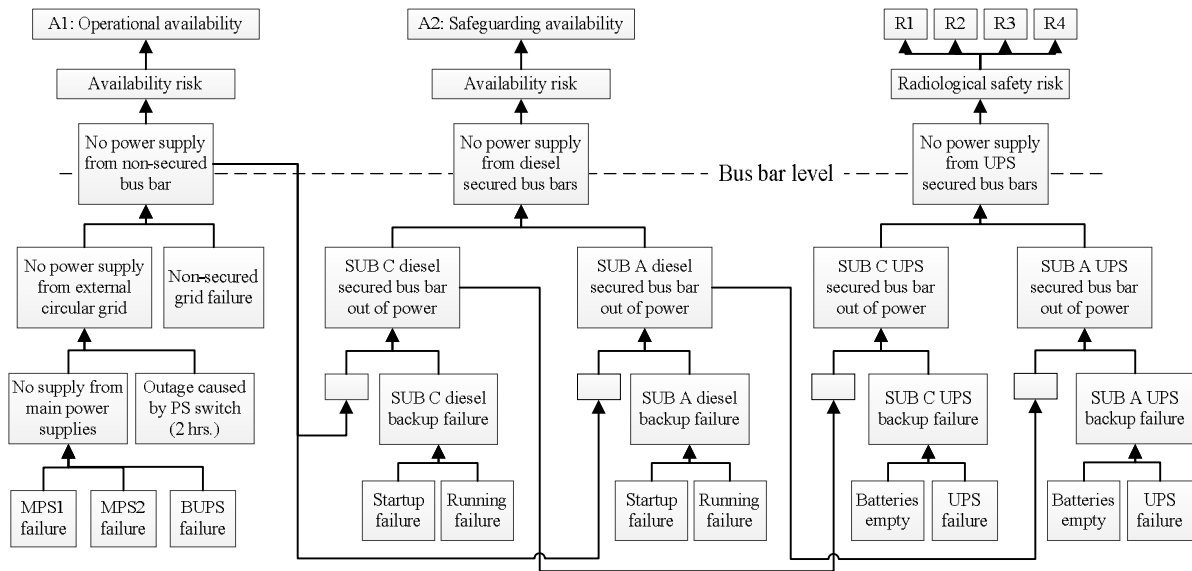 A1: Operational availability
A2: Safeguarding availability
R1
R2
R3
R4
Availability risk
Availability risk
Radiological safety risk
No power supply
from non-secured
bus bar
No power supply
from diesel
secured bus bars
No power supply
from UPS
secured bus bars
Bus bar level
No power supply
from external
circular grid
Non-secured
grid failure
SUB C diesel
secured bus bar
out of power
SUB A diesel
secured bus bar
out of power
SUB C UPS
secured bus bar
out of power
SUB A UPS
secured bus bar
out of power
No supply from
main power
supplies
Outage caused
by PS switch
(2 hrs.)
SUB C diesel
backup failure
SUB A diesel
backup failure
SUB C UPS
backup failure
SUB A UPS
backup failure
MPS1
failure
MPS2
failure
BUPS
failure
Startup
failure
Running
failure
Startup
failure
Running
failure
Batteries
empty
UPS
failure
Batteries
empty
UPS
failure